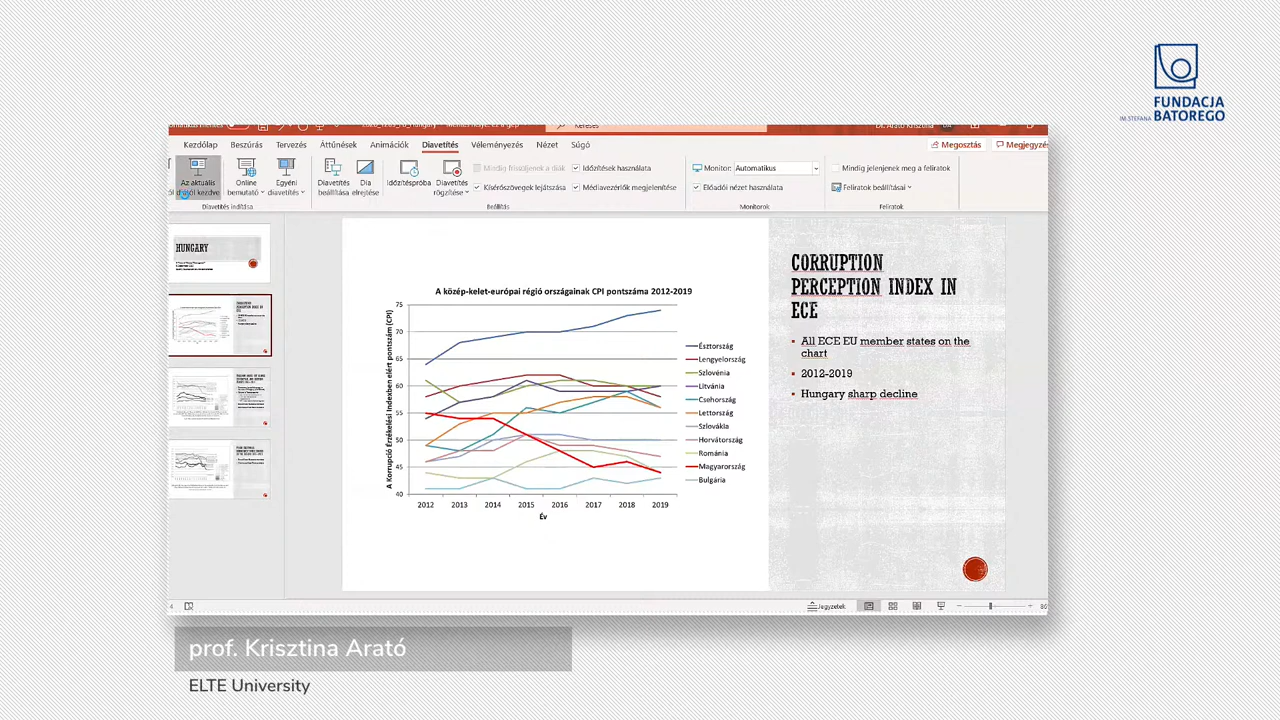 FUNDACJA
IM. STEFANA BATOREGO
Keresés
Kezdőlap Beszúrás Tervezés Áttűnések Animációk Diavetítés Véleményezés Nézet Súgó Megosztás Megjegyzés
Az aktuális
diától kezdve
Online
bemutató
Egyéni
diavetítés
Diavetítés indítása
Diavetítés
beállítása
Dia
elrejtése
Időzítéspróba
Diavetítés
rögzítése
Mindig frissüljenek a diák
Kísérőszövegek lejátszása
Időzítések használata
Médiavezérlők megjelenítése
Beállítás
Monitor: Automatikus
Előadói nézet használata
Monitorok
Mindig jelenjenek meg a feliratok
Feliratok beállításai
Feliratok
HUNGARY
A közép-kelet-európai régió országainak CPI pontszáma 2012-2019
A Korrupció Érzékelési Indexben elért pontszám (CPI)
75
70
65
60
55
50
45
40
2012 2013 2014 2015 2016 2017 2018 2019
Év
Észtország
Lengyelország
Szlovénia
Litvánia
Csehország
Lettország
Szlovákia
Horvátország
Románia
Magyarország
Bulgária
CORRUPTION
PERCEPTION INDEX IN
ECE
All ECE EU member states on the
chart
2012-2019
Hungary sharp decline
Jegyzetek
prof. Krisztina Arató
ELTE University